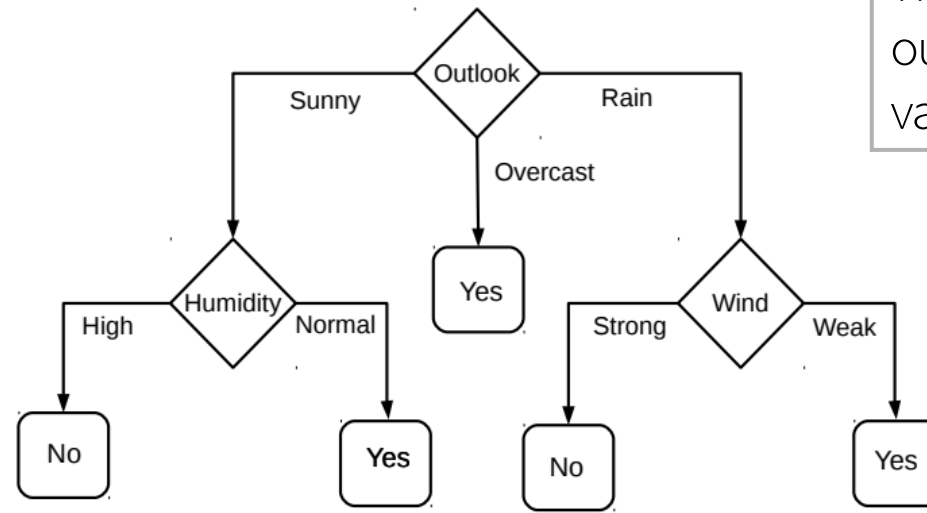 Outlook
Sunny
Rain
Overcast
Humidity
Yes
Wind
High
Normal
Strong
Weak
No
Yes
No
Yes